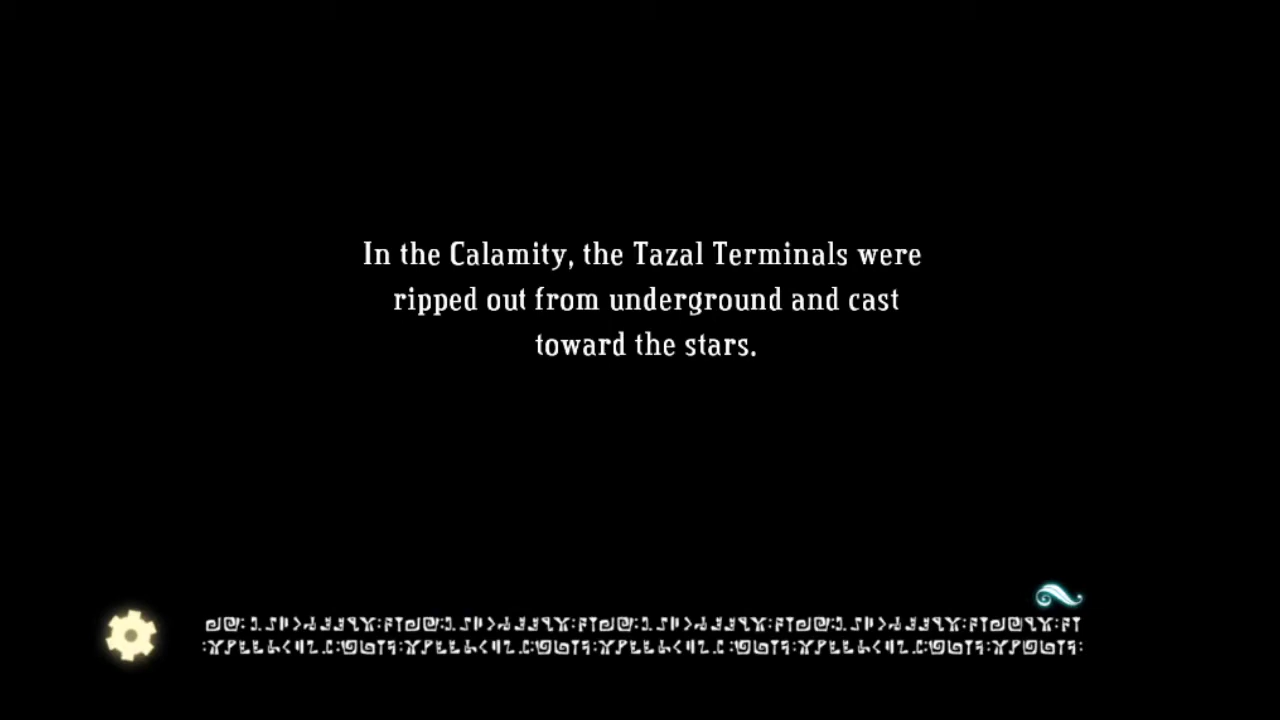 In the Calamity, the Tazal Terminals were
ripped out from underground and cast
toward the stars.